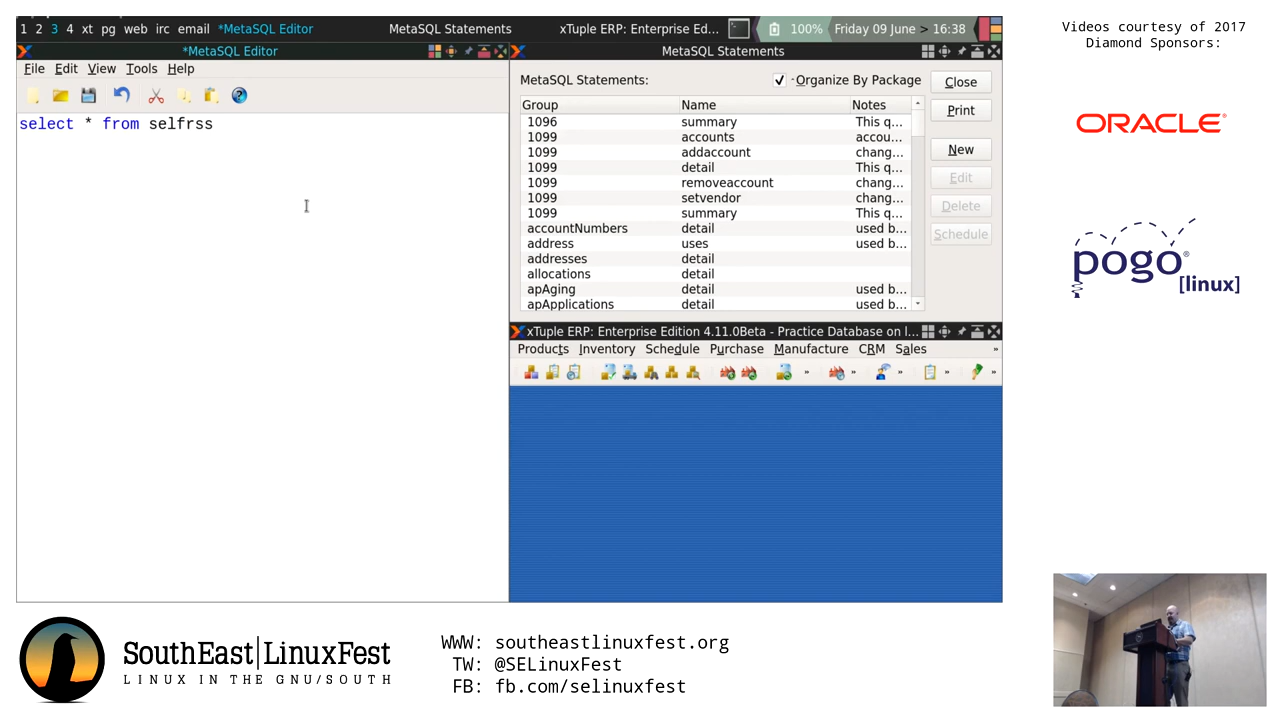 1 2 3 4 xt pg web irc email *MetaSQL Editor MetaSQL Statements xTuple ERP: Enterprise Ed... 100% Friday 09 June > 16:38
*MetaSQL Editor
File Edit View Tools Help
select * from selfrss
MetaSQL Statements
MetaSQL Statements: Organize By Package Close
Print
New
Edit
Delete
Schedule
Group Name Notes
1096 summary This q...
1099 accounts accou...
1099 addaccount chang...
1099 detail This q...
1099 removeaccount chang...
1099 setvendor chang...
1099 summary This q...
accountNumbers detail used b...
address uses used b...
addresses detail
allocations detail
apAging detail used b...
apApplications detail used b...
xTuple ERP: Enterprise Edition 4.11.0Beta - Practice Database on l...
Products Inventory Schedule Purchase Manufacture CRM Sales »
Videos courtesy of 2017
Diamond Sponsors:
ORACLE®
pogo®
[linux]
SouthEast|LinuxFest
LINUX IN THE GNU/SOUTH
WWW: southeastlinuxfest.org
TW: @SELinuxFest
FB: fb.com/selinuxfest